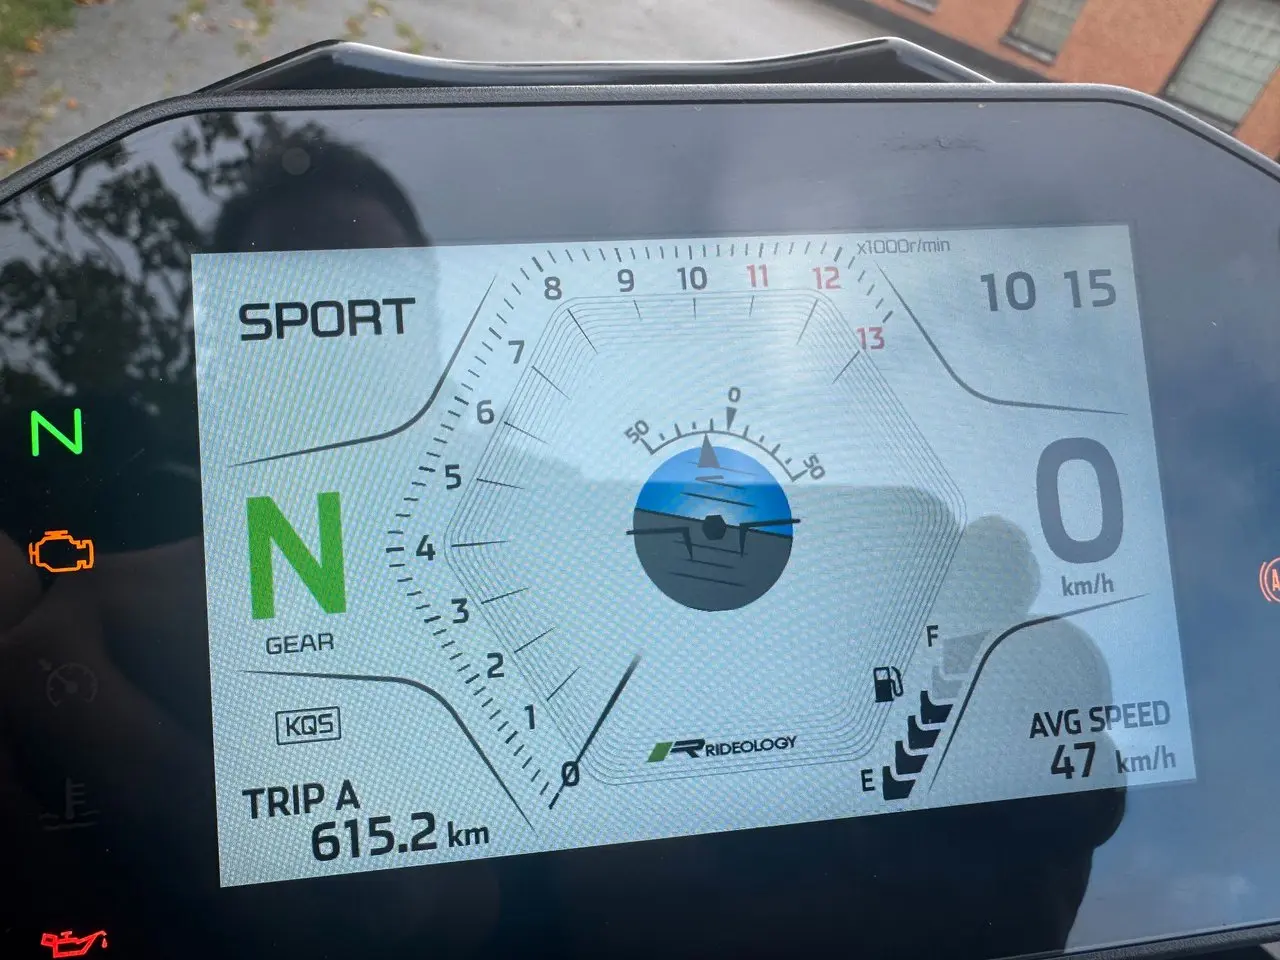 x1000r/min
SPORT
10 15
8 9 10 11 12
7 13
6
5
4
3
2
1
0
0
50 50
N
N
GEAR
0
km/h
KQS
F
E
RIDEOLOGY
AVG SPEED
47 km/h
TRIP A
615.2 km